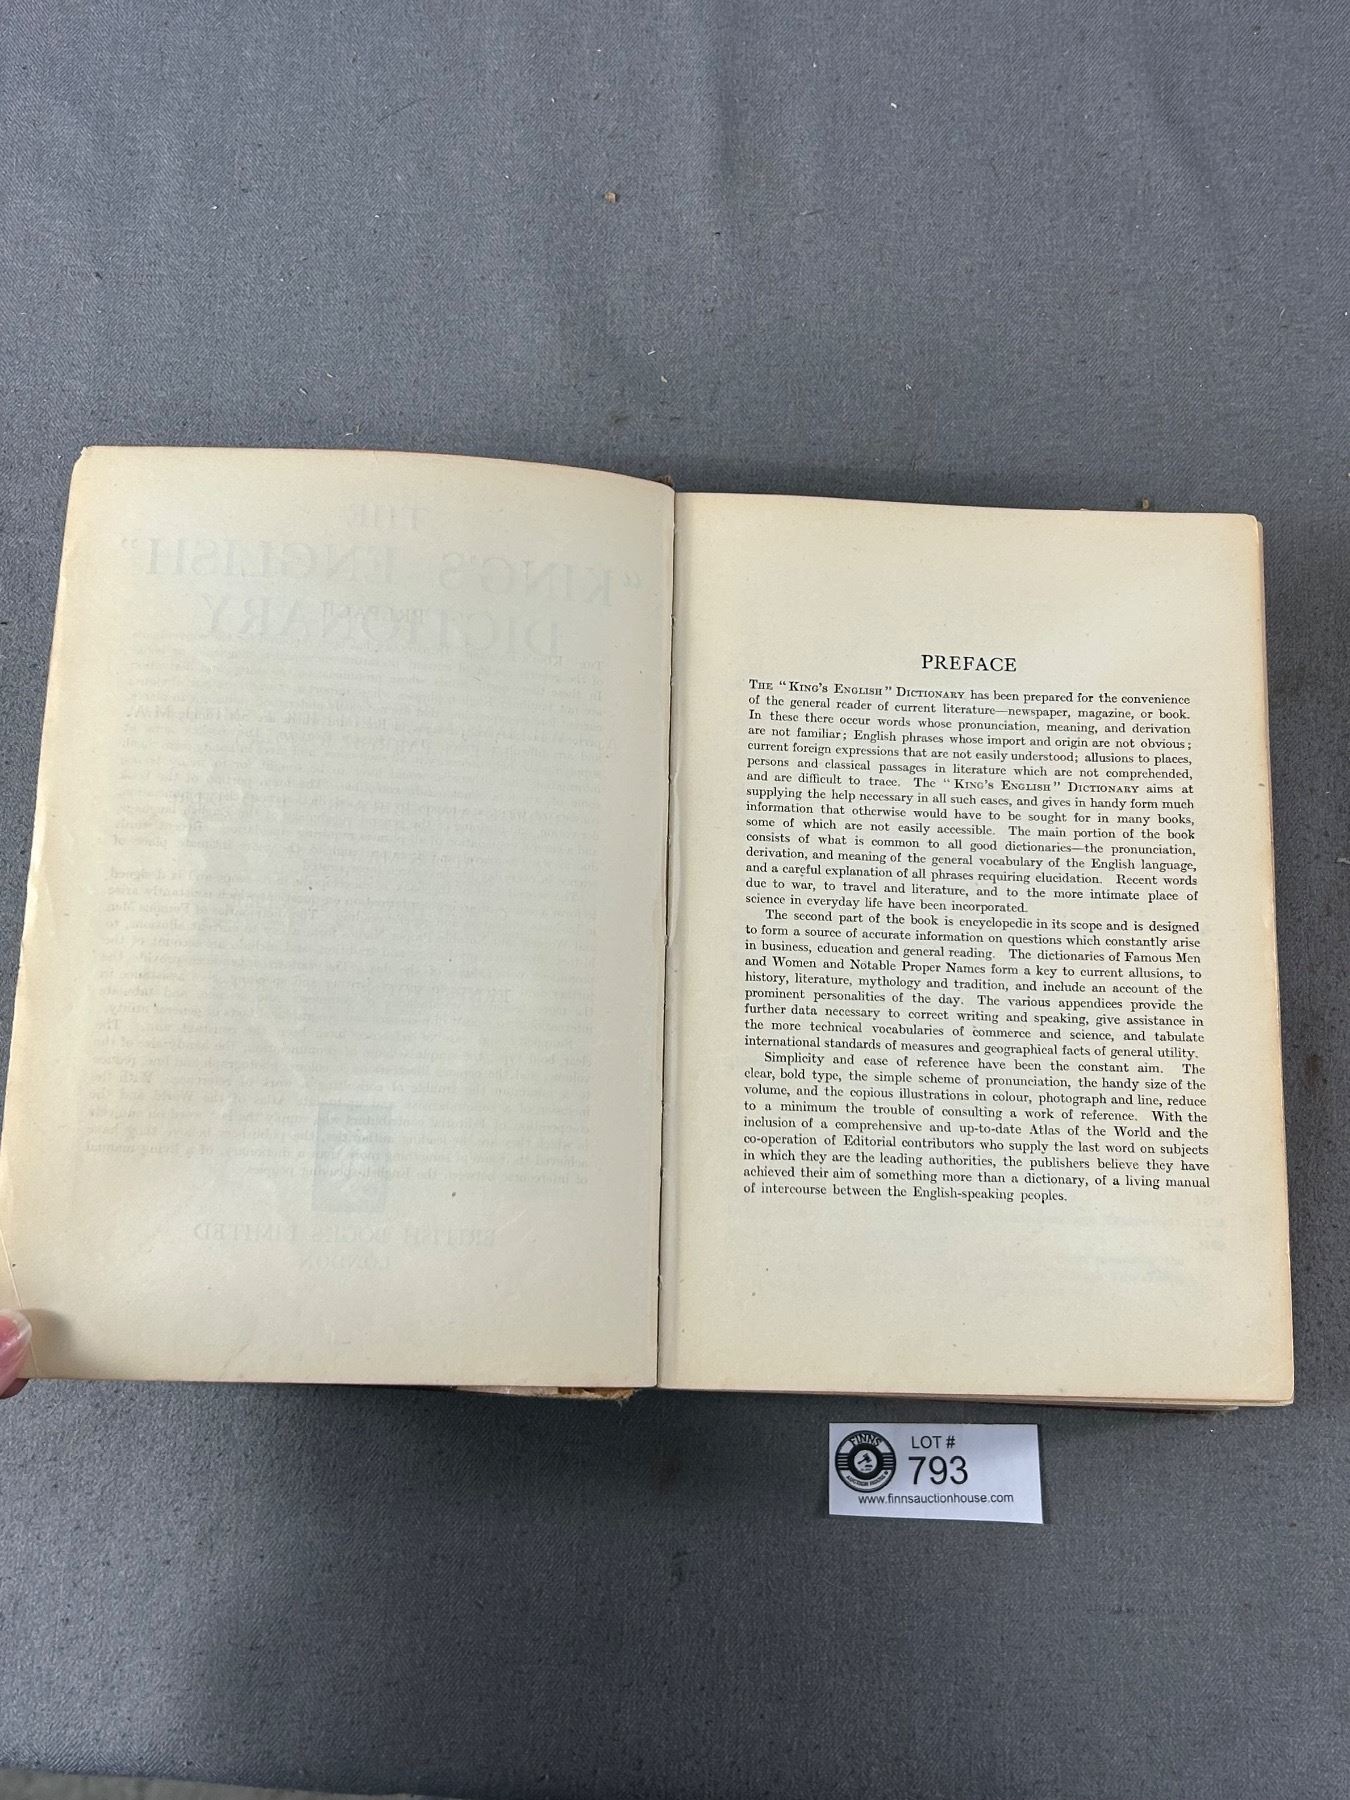 THE
"KING'S ENGLISH"
DICTIONARY
BRITISH BOOKS LIMITED
LONDON
PREFACE
THE "KING'S ENGLISH" DICTIONARY has been prepared for the convenience
of the general reader of current literature—newspaper, magazine, or book.
In these there occur words whose pronunciation, meaning, and derivation
are not familiar; English phrases whose import and origin are not obvious;
current foreign expressions that are not easily understood; allusions to places,
persons and classical passages in literature which are not comprehended,
and are difficult to trace. The "KING'S ENGLISH" DICTIONARY aims at
supplying the help necessary in all such cases, and gives in handy form much
information that otherwise would have to be sought for in many books,
some of which are not easily accessible. The main portion of the book
consists of what is common to all good dictionaries—the pronunciation,
derivation, and meaning of the general vocabulary of the English language,
and a careful explanation of all phrases requiring elucidation. Recent words
due to war, to travel and literature, and to the more intimate place of
science in everyday life have been incorporated.
The second part of the book is encyclopedic in its scope and is designed
to form a source of accurate information on questions which constantly arise
in business, education and general reading. The dictionaries of Famous Men
and Women and Notable Proper Names form a key to current allusions, to
history, literature, mythology and tradition, and include an account of the
prominent personalities of the day. The various appendices provide the
further data necessary to correct writing and speaking, give assistance in
the more technical vocabularies of commerce and science, and tabulate
international standards of measures and geographical facts of general utility.
Simplicity and ease of reference have been the constant aim. The
clear, bold type, the simple scheme of pronunciation, the handy size of the
volume, and the copious illustrations in colour, photograph and line, reduce
to a minimum the trouble of consulting a work of reference. With the
inclusion of a comprehensive and up-to-date Atlas of the World and the
co-operation of Editorial contributors who supply the last word on subjects
in which they are the leading authorities, the publishers believe they have
achieved their aim of something more than a dictionary, of a living manual
of intercourse between the English-speaking peoples.
FINNS
AUCTION HOUSE
LOT #
793
www.finnsauctionhouse.com